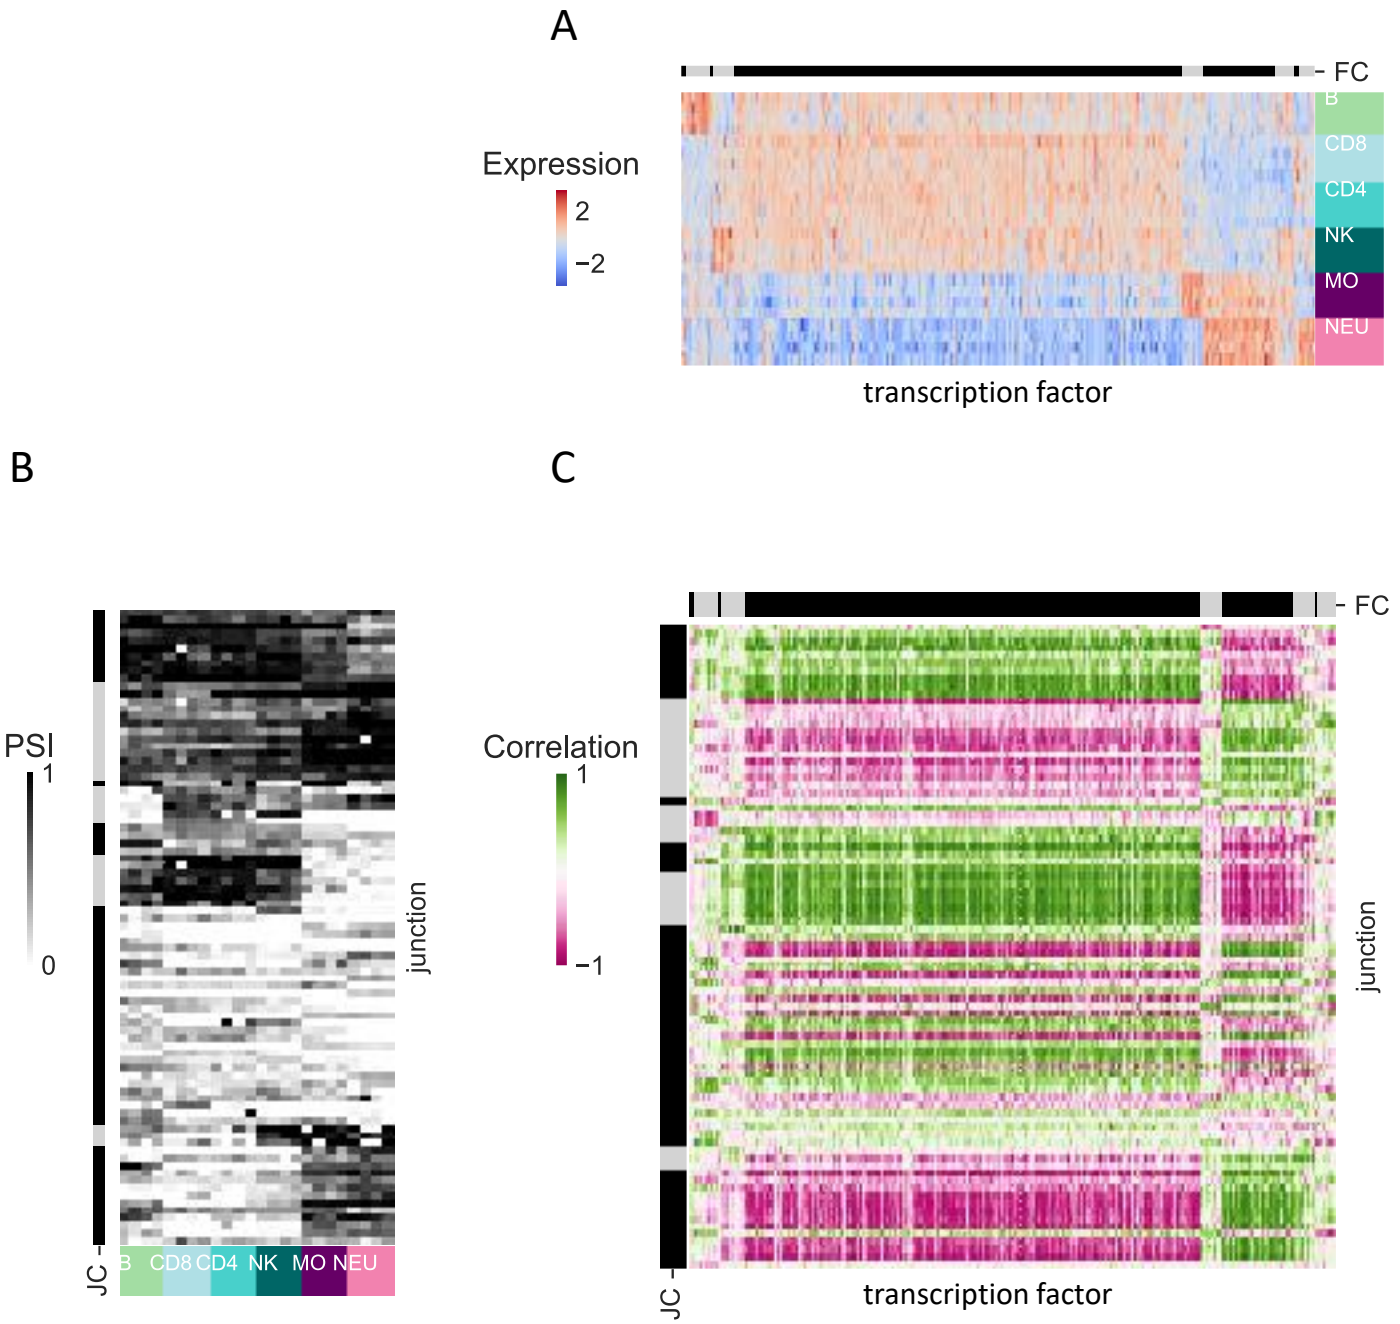 A
FC
B
CD8
CD4
NK
MO
NEU
Expression
2
−2
transcription factor
B
C
PSI
1
0
junction
JC
B CD8 CD4 NK MO NEU
FC
Correlation
1
−1
junction
JC
transcription factor